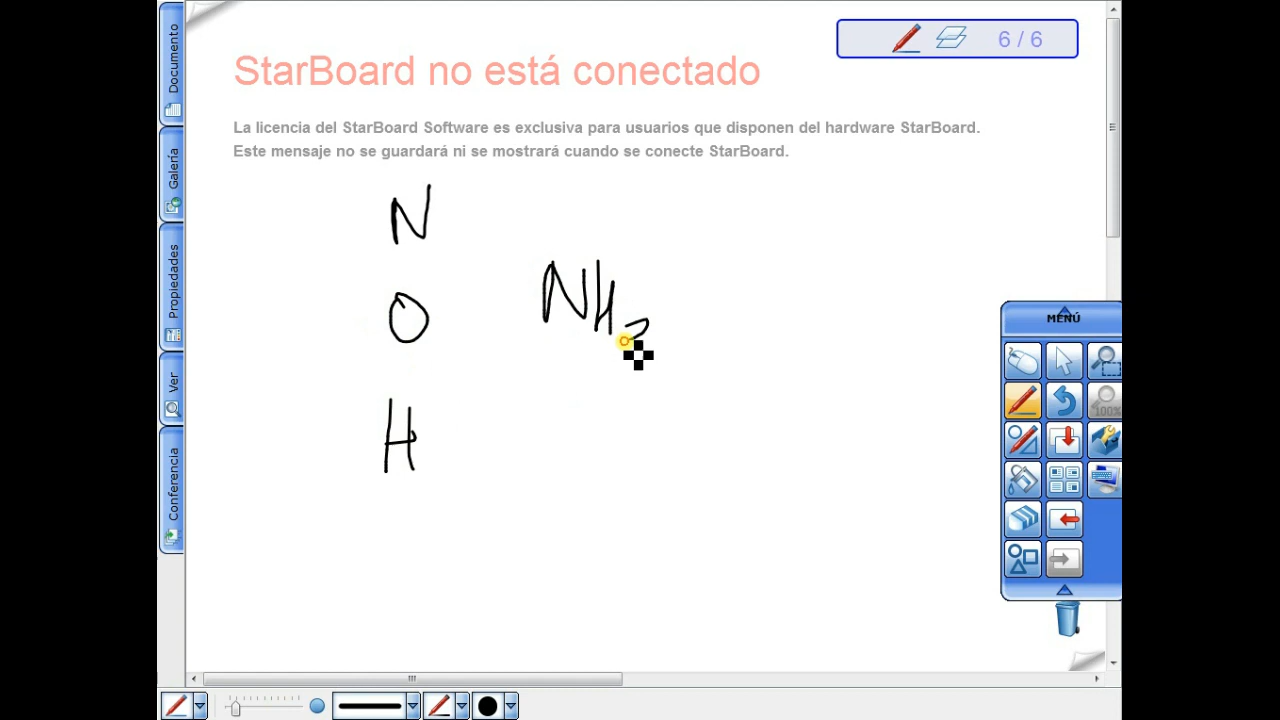 Documento
Galería
Propiedades
Ver
Conferencia
6 / 6
StarBoard no está conectado
La licencia del StarBoard Software es exclusiva para usuarios que disponen del hardware StarBoard.
Este mensaje no se guardará ni se mostrará cuando se conecte StarBoard.
N
O
H
NH
MENÚ
100%